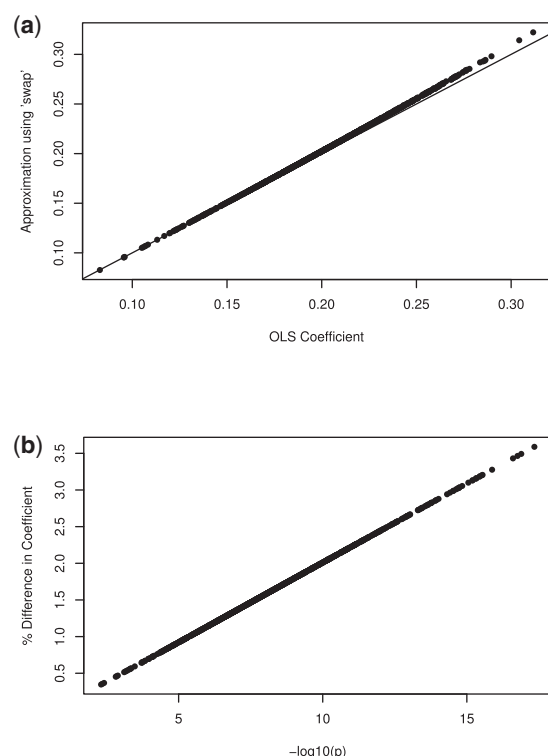 (a)
Approximation using 'swap'
0.30
0.25
0.20
0.15
0.10
0.10 0.15 0.20 0.25 0.30
OLS Coefficient
(b)
% Difference in Coefficient
3.5
3.0
2.5
2.0
1.5
1.0
0.5
5 10 15
−log10(p)